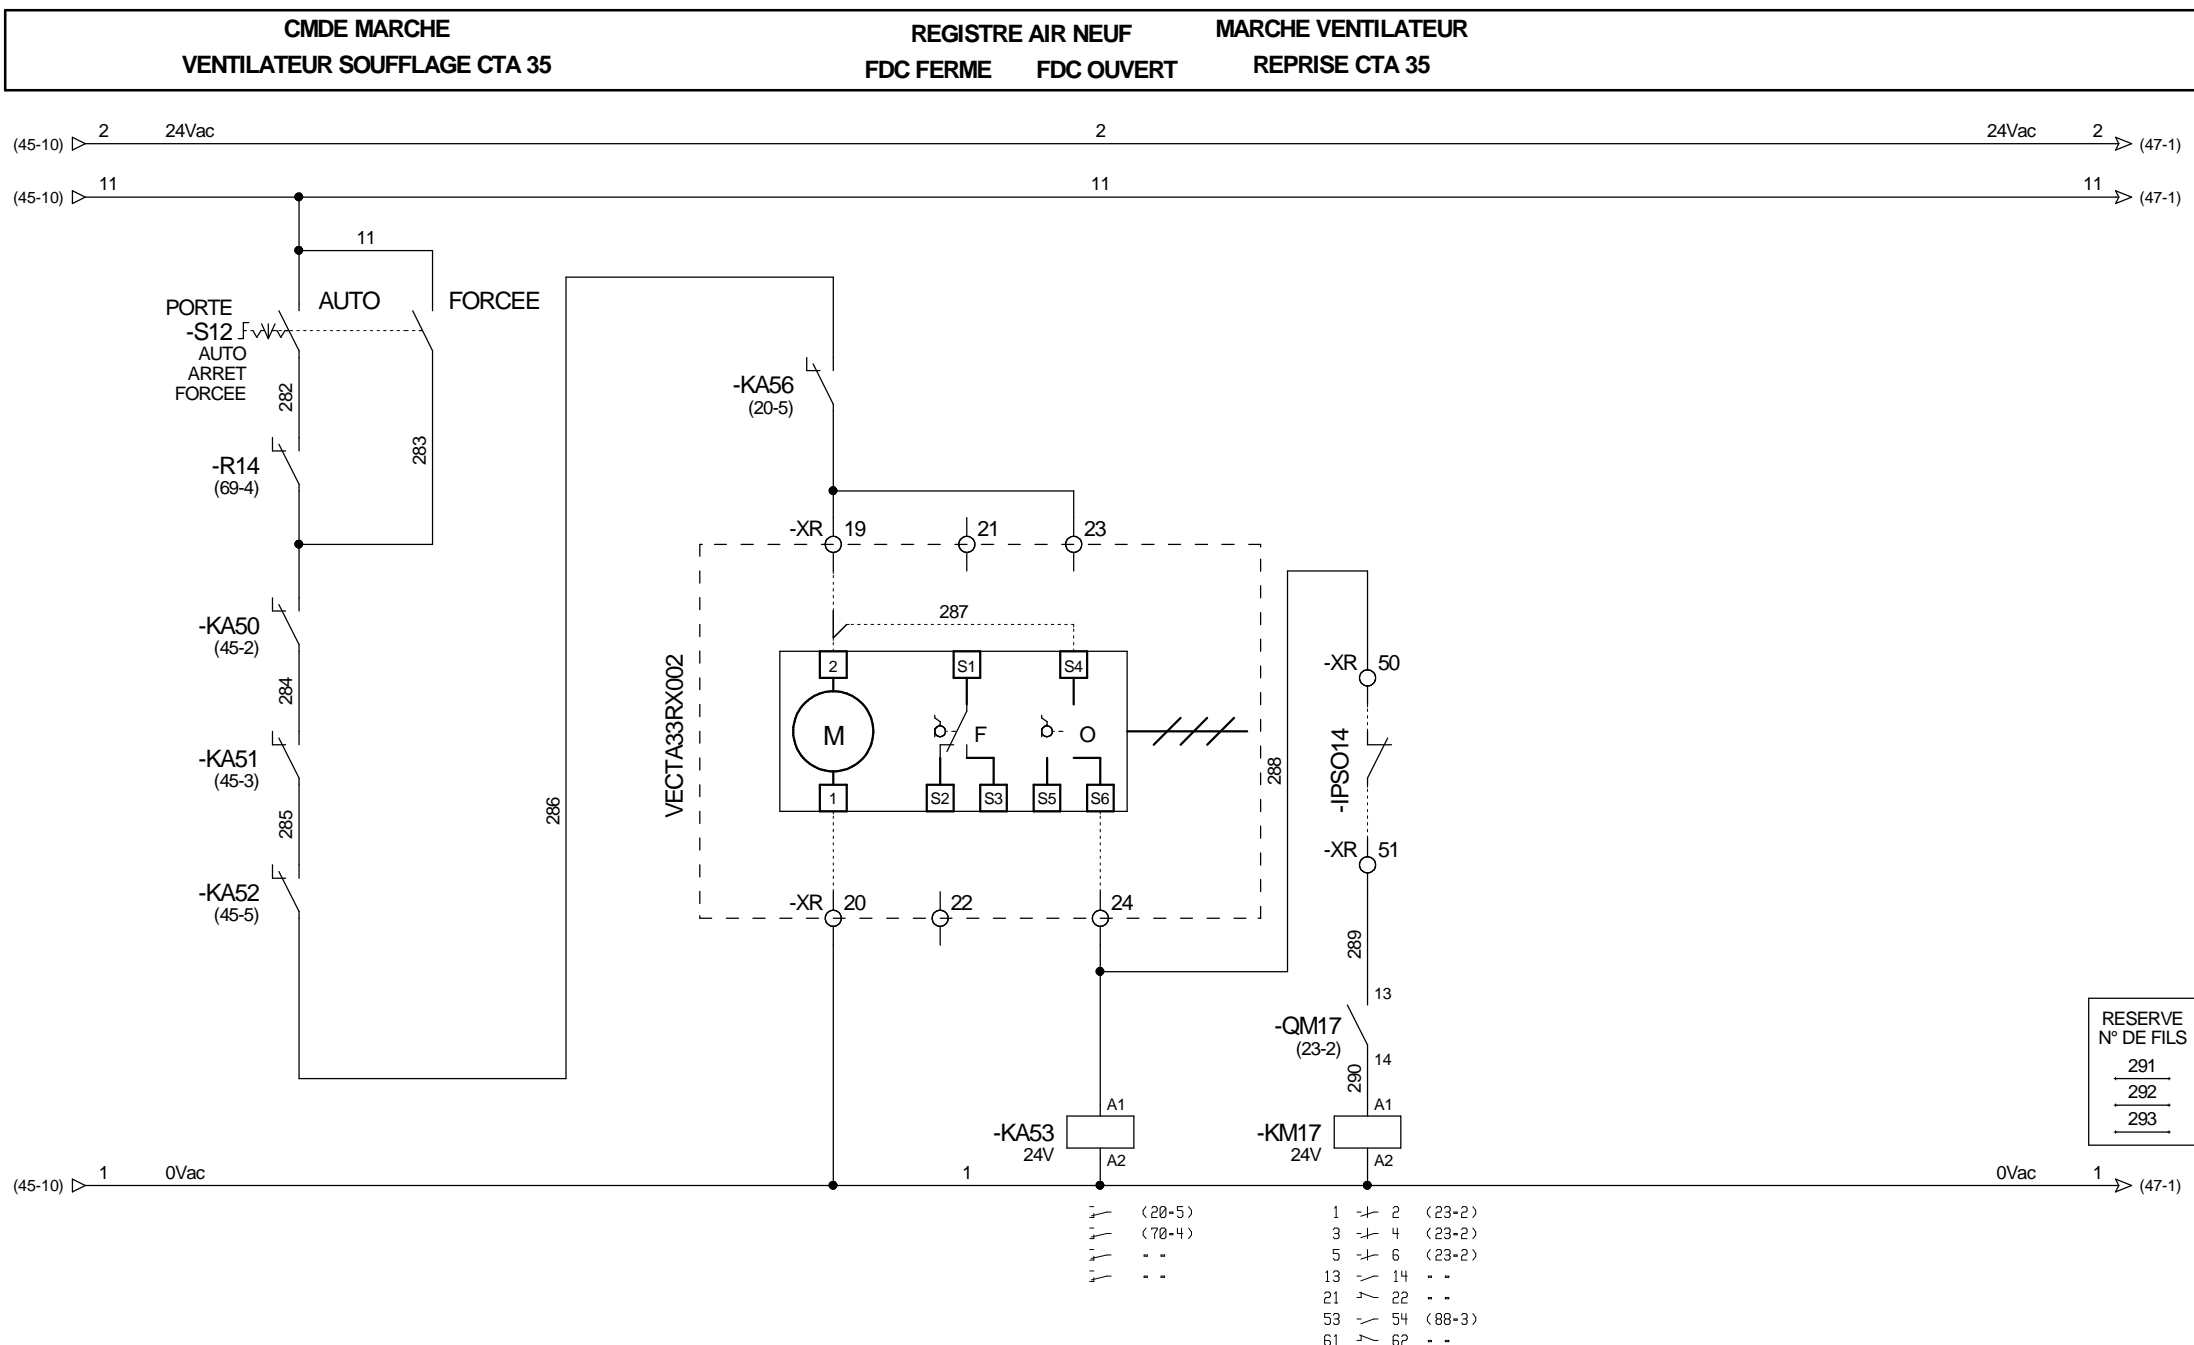 CMDE MARCHE
VENTILATEUR SOUFFLAGE CTA 35
REGISTRE AIR NEUF
FDC FERME FDC OUVERT
MARCHE VENTILATEUR
REPRISE CTA 35
(45-10) 2 24Vac 2 24Vac 2 (47-1)
(45-10) 11 11 11 (47-1)
11
PORTE
-S12
AUTO
ARRET
FORCEE
AUTO
FORCEE
282
283
-R14
(69-4)
-KA50
(45-2)
284
-KA51
(45-3)
285
-KA52
(45-5)
286
-KA56
(20-5)
-XR 19 21 23
287
VECTA33RX002
2 S1 S4
M F O
1 S2 S3 S5 S6
-XR 20 22 24
288
-XR 50
-IPSO14
-XR 51
289
13
-QM17
(23-2)
14
290
A1
-KA53
24V
A2
A1
-KM17
24V
A2
RESERVE
N° DE FILS
291
292
293
(45-10) 1 0Vac 1 0Vac 1 (47-1)
(20-5)
(70-4)
- -
- -
1 2 (23-2)
3 4 (23-2)
5 6 (23-2)
13 14 - -
21 22 - -
53 54 (88-3)
61 62 - -